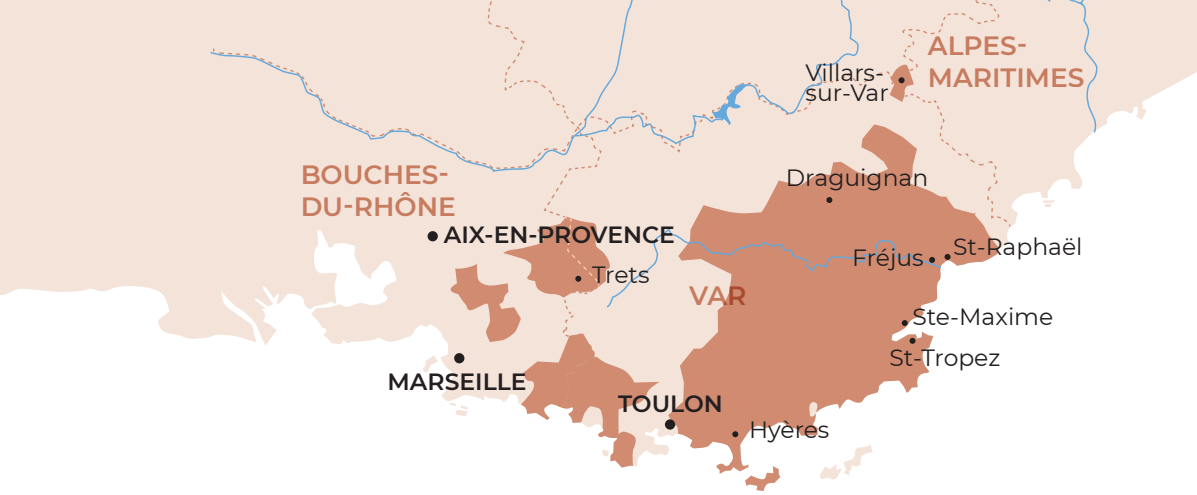 ALPES-
MARITIMES
Villars-
sur-Var
BOUCHES-
DU-RHÔNE
Draguignan
AIX-EN-PROVENCE
St-Raphaël
Fréjus
Trets
VAR
Ste-Maxime
St-Tropez
MARSEILLE
TOULON
Hyères